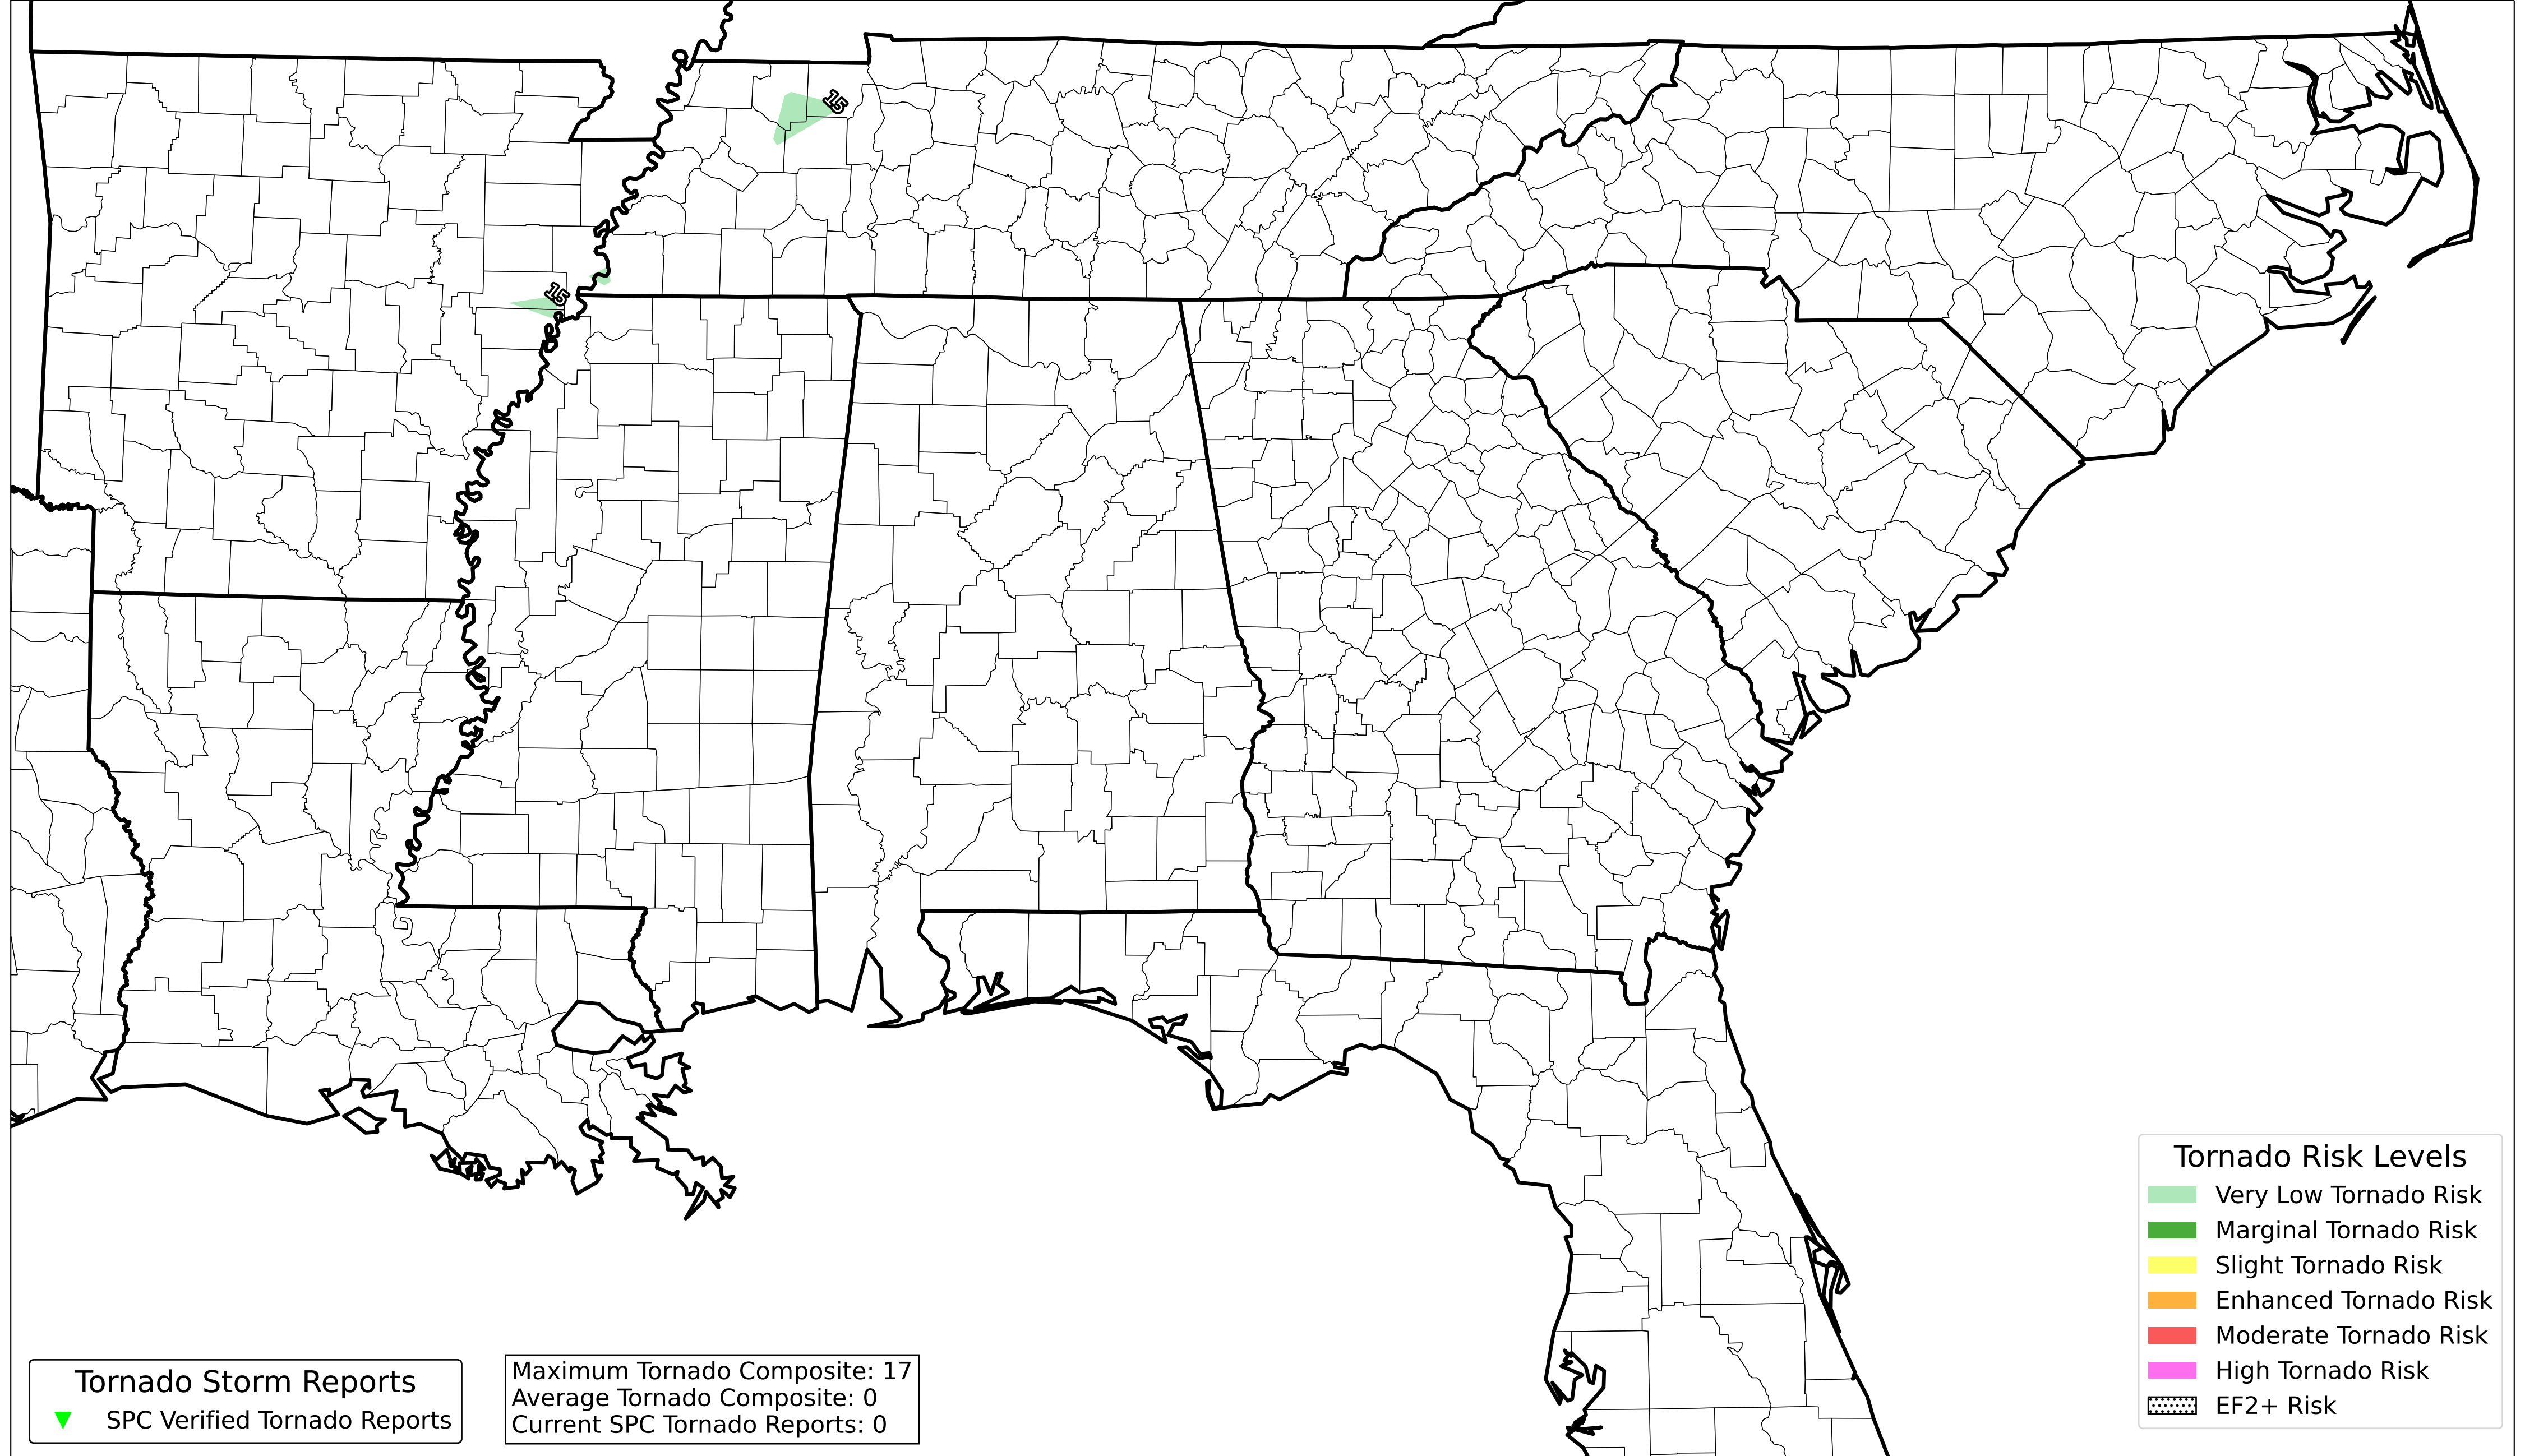 15
15
Tornado Risk Levels
Very Low Tornado Risk
Marginal Tornado Risk
Slight Tornado Risk
Enhanced Tornado Risk
Moderate Tornado Risk
High Tornado Risk
EF2+ Risk
Tornado Storm Reports
SPC Verified Tornado Reports
Maximum Tornado Composite: 17
Average Tornado Composite: 0
Current SPC Tornado Reports: 0